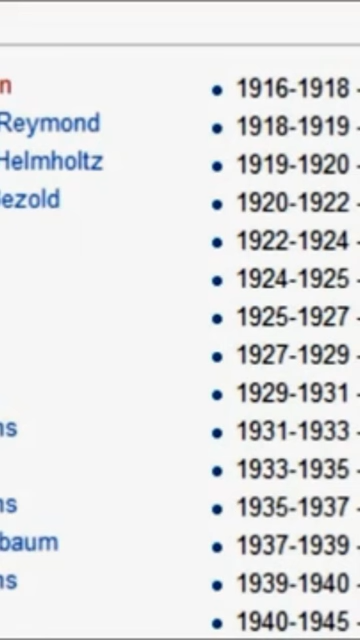 n
Reymond
Helmholtz
ezold
ns
ns
baum
ns
1916-1918 -
1918-1919 -
1919-1920 -
1920-1922 -
1922-1924 -
1924-1925 -
1925-1927 -
1927-1929 -
1929-1931 -
1931-1933 -
1933-1935 -
1935-1937 -
1937-1939 -
1939-1940 -
1940-1945 -